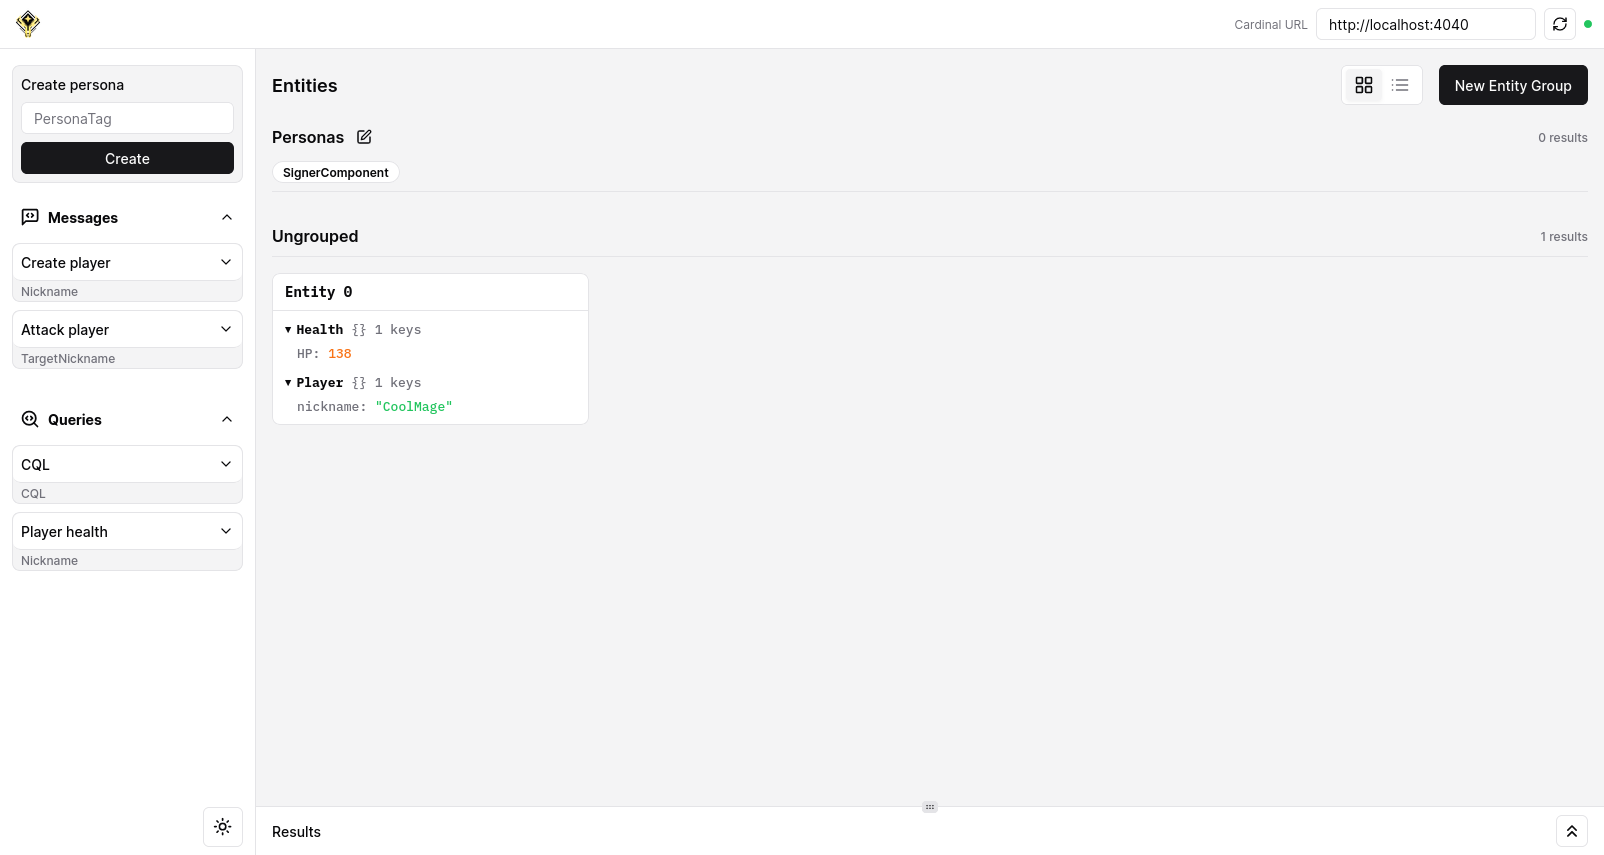 Cardinal URL
http://localhost:4040
Create persona
PersonaTag
Create
Messages
Create player
Nickname
Attack player
TargetNickname
Queries
CQL
CQL
Player health
Nickname
Entities
New Entity Group
Personas
0 results
SignerComponent
Ungrouped
1 results
Entity 0
▼ Health {} 1 keys
HP: 138
▼ Player {} 1 keys
nickname: "CoolMage"
Results